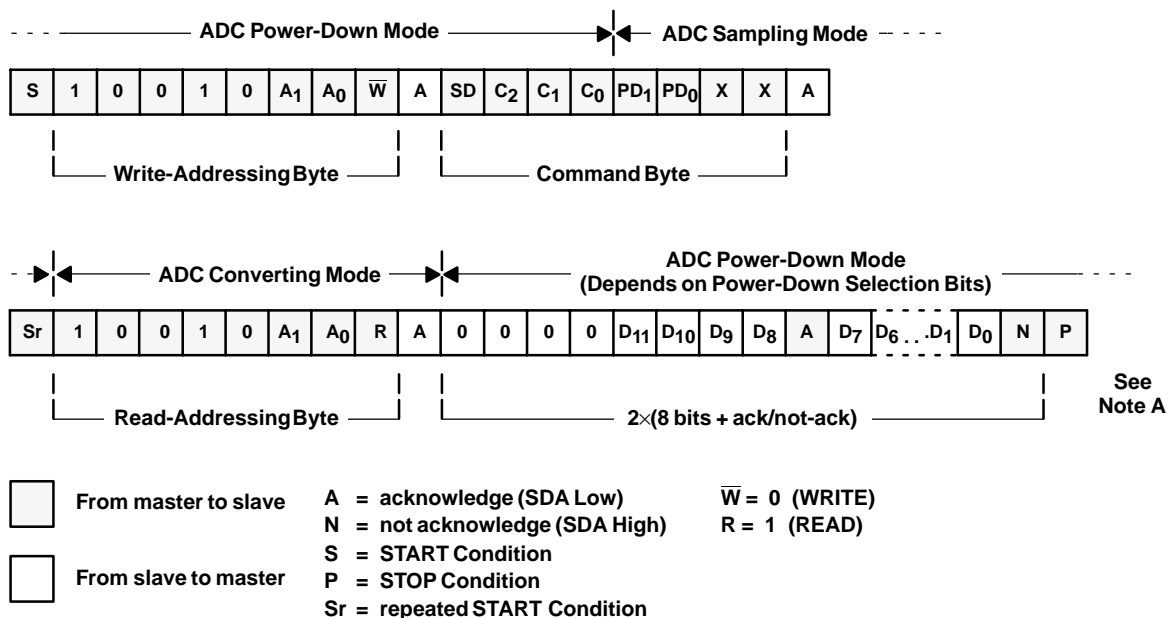 ADC Power-Down Mode ADC Sampling Mode
S 1 0 0 1 0 A1 A0 W̅ A SD C2 C1 C0 PD1 PD0 X X A
Write-Addressing Byte Command Byte
ADC Converting Mode ADC Power-Down Mode
(Depends on Power-Down Selection Bits)
Sr 1 0 0 1 0 A1 A0 R A 0 0 0 0 D11 D10 D9 D8 A D7 D6 . . .D1 D0 N P
See
Note A
Read-Addressing Byte 2×(8 bits + ack/not-ack)
From master to slave A = acknowledge (SDA Low) W̅ = 0 (WRITE)
N = not acknowledge (SDA High) R = 1 (READ)
S = START Condition
From slave to master P = STOP Condition
Sr = repeated START Condition